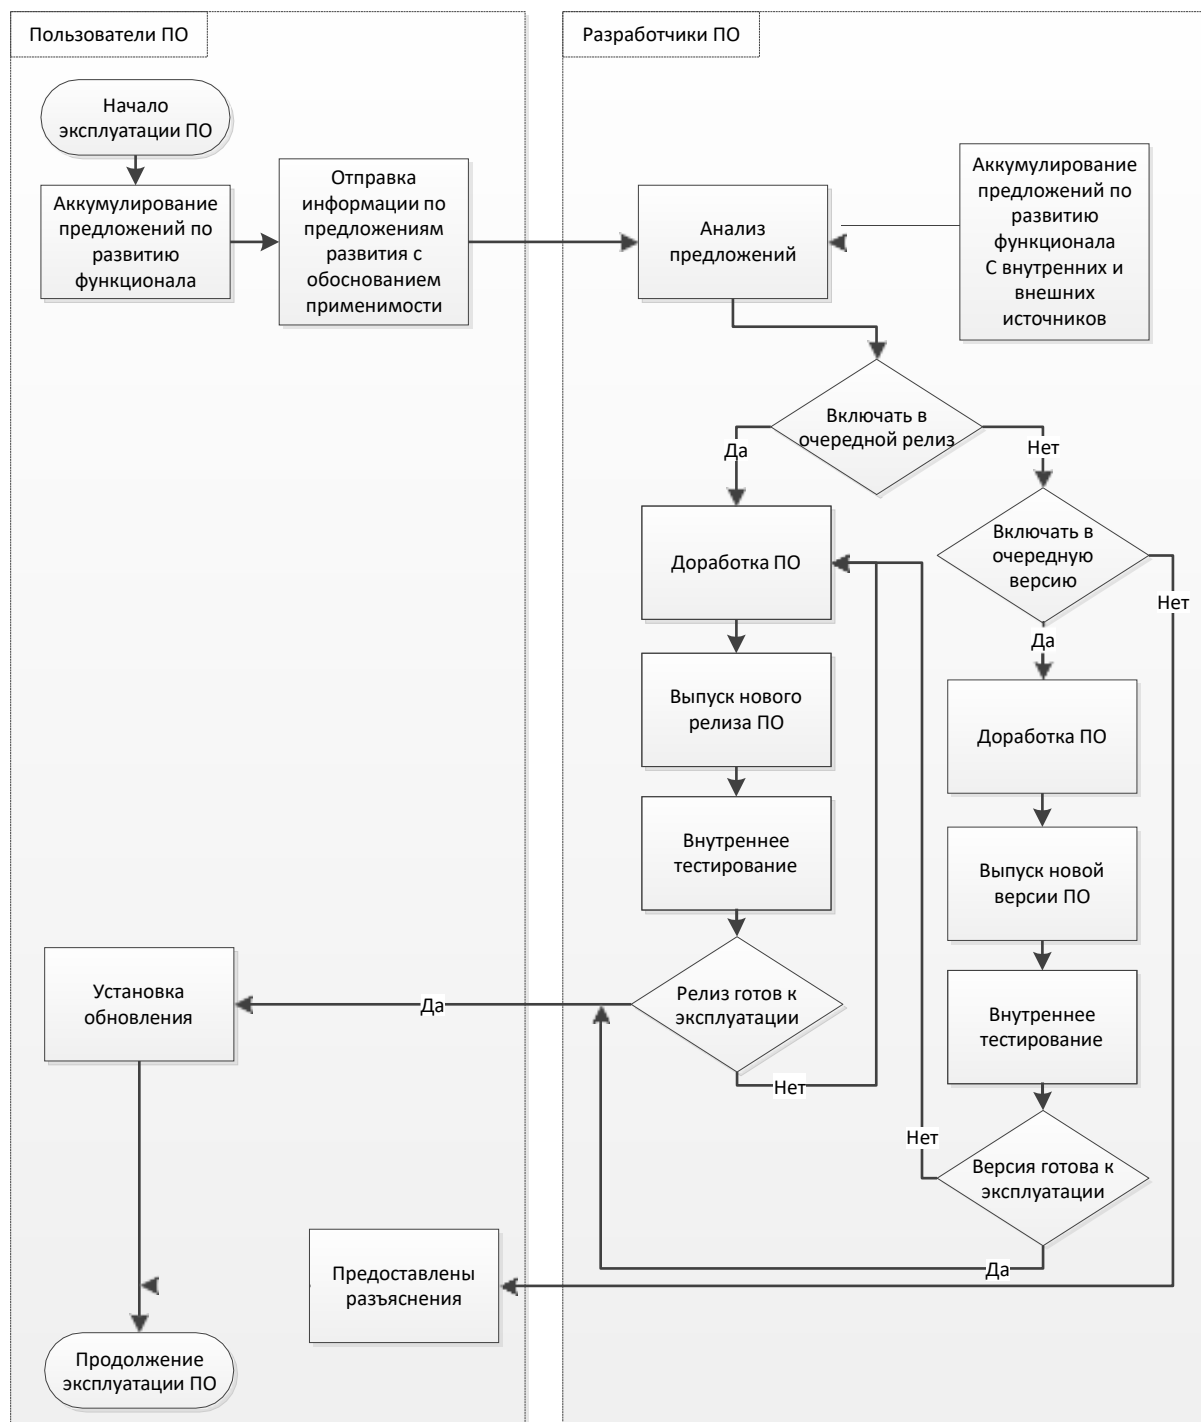 Пользователи ПО
Начало
эксплуатации ПО
Аккумулирование
предложений по
развитию
функционала
Отправка
информации по
предложениям
развития с
обоснованием
применимости
Установка
обновления
Предоставлены
разъяснения
Продолжение
эксплуатации ПО
Разработчики ПО
Анализ
предложений
Аккумулирование
предложений по
развитию
функционала
С внутренних и
внешних
источников
Включать в
очередной релиз
Да
Нет
Включать в
очередную
версию
Нет
Да
Доработка ПО
Выпуск нового
релиза ПО
Внутреннее
тестирование
Релиз готов к
эксплуатации
Да
Нет
Доработка ПО
Выпуск новой
версии ПО
Внутреннее
тестирование
Версия готова к
эксплуатации
Нет
Да